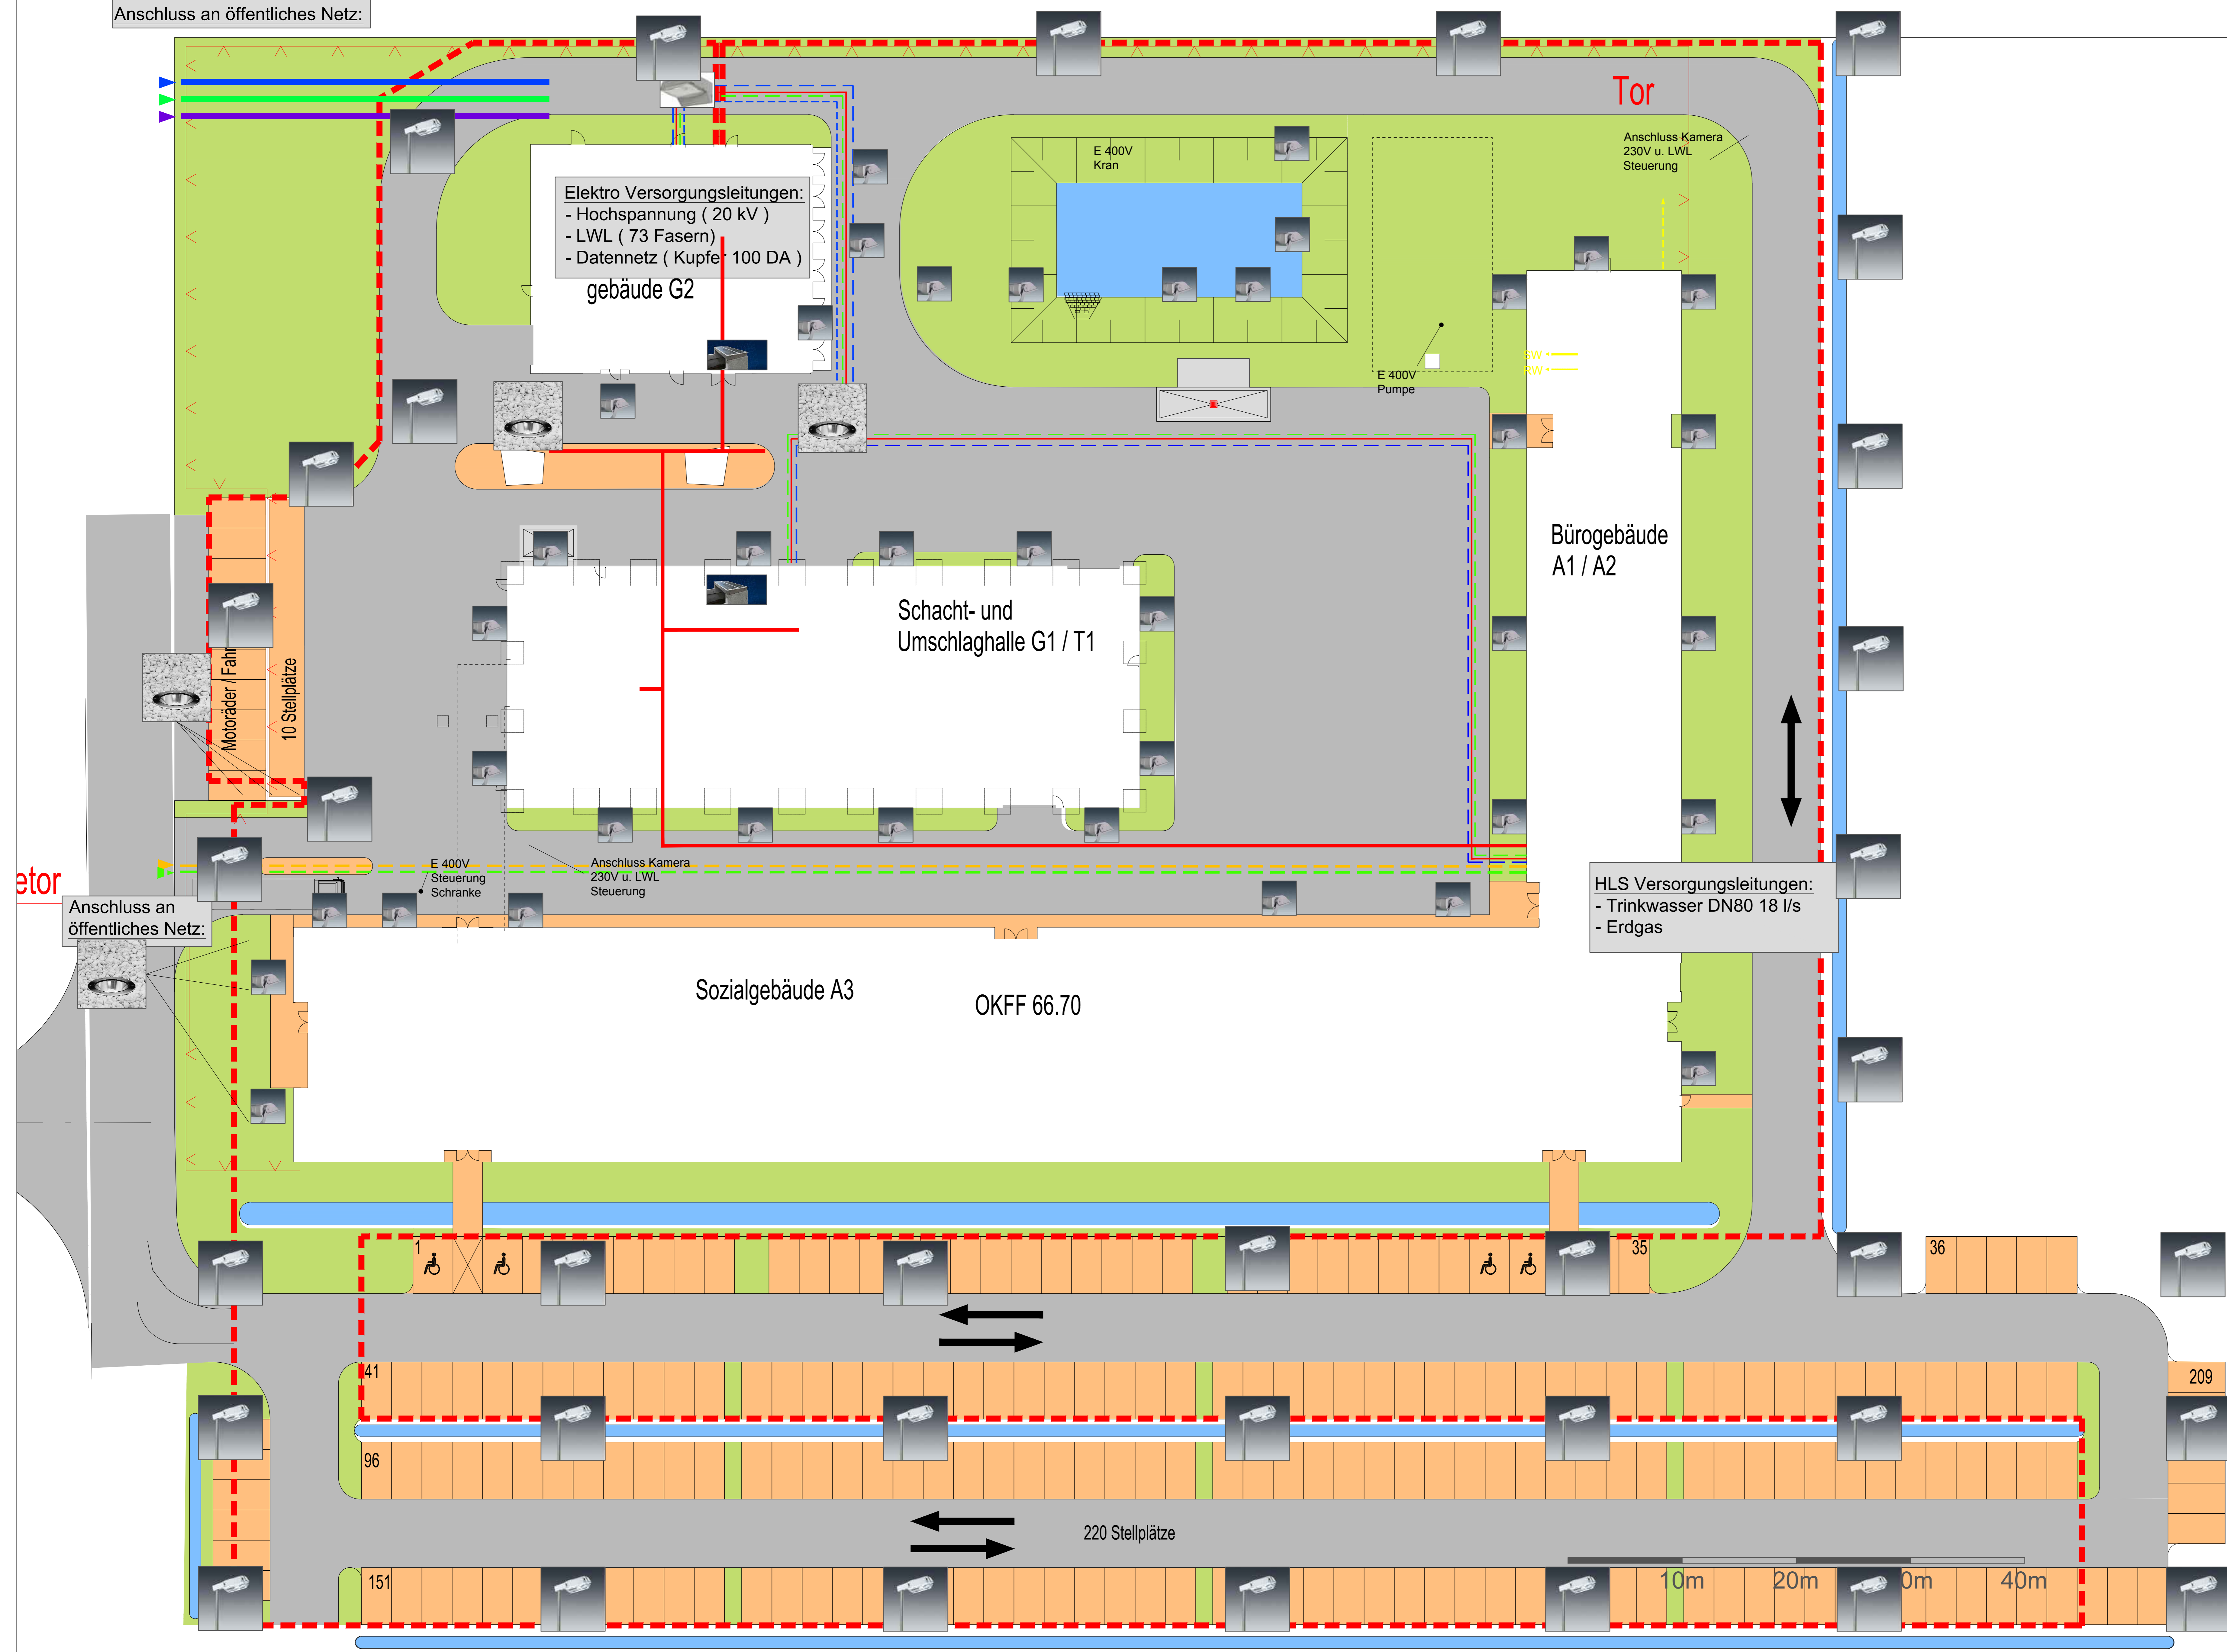 Anschluss an öffentliches Netz:
Tor
Anschluss Kamera
230V u. LWL
Steuerung
E 400V
Kran
Elektro Versorgungsleitungen:
- Hochspannung ( 20 kV )
- LWL ( 73 Fasern)
- Datennetz ( Kupfer 100 DA )
gebäude G2
SW
RW
E 400V
Pumpe
Bürogebäude
A1 / A2
Schacht- und
Umschlaghalle G1 / T1
Motoräder / Fahr
10 Stellplätze
etor
E 400V
Steuerung
Schranke
Anschluss Kamera
230V u. LWL
Steuerung
HLS Versorgungsleitungen:
- Trinkwasser DN80 18 l/s
- Erdgas
Anschluss an
öffentliches Netz:
Sozialgebäude A3
OKFF 66.70
1
35
36
41
209
96
220 Stellplätze
151
10m
20m
0m
40m